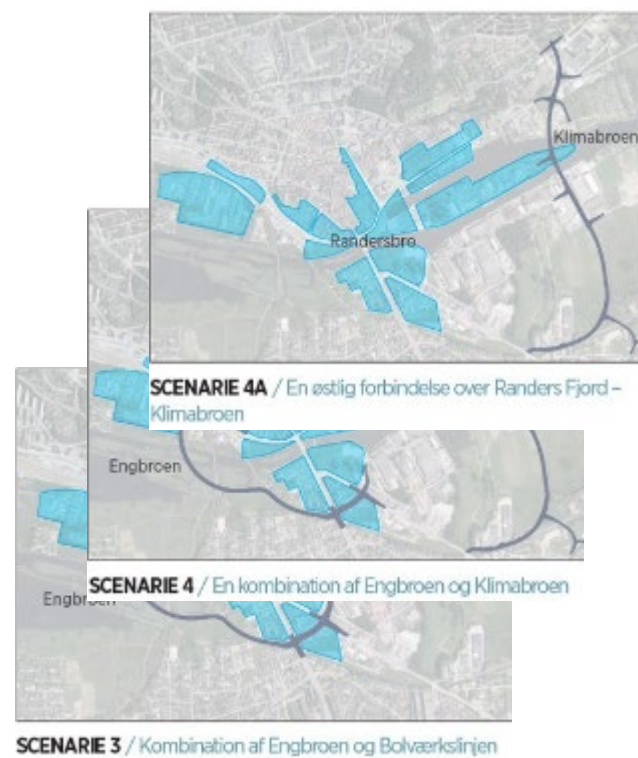 Klimabroen
Randersbro
SCENARIE 4A / En østlig forbindelse over Randers Fjord –
Klimabroen
Engbroen
SCENARIE 4 / En kombination af Engbroen og Klimabroen
Engbroen
SCENARIE 3 / Kombination af Engbroen og Bolværkslinjen